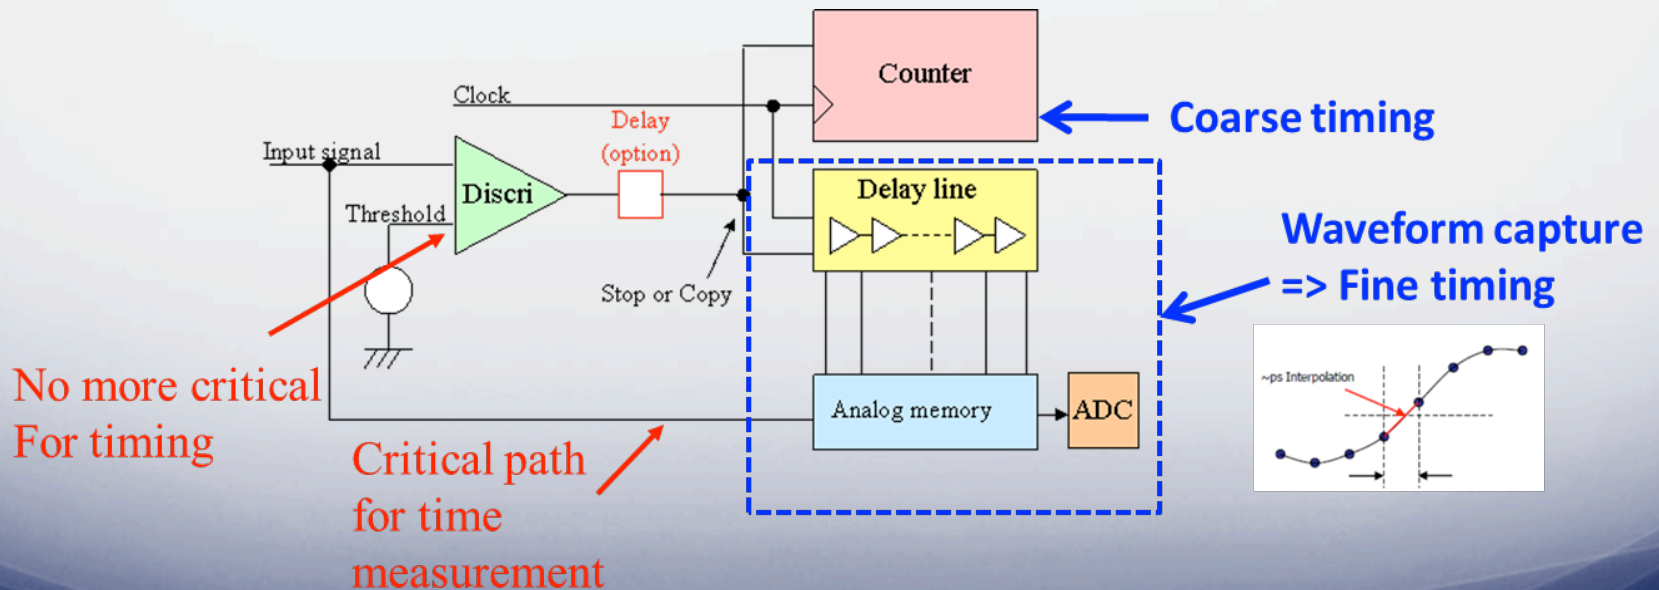 Counter
Clock
Coarse timing
Delay
(option)
Input signal
Discri
Delay line
Threshold
Waveform capture
=> Fine timing
Stop or Copy
~ps Interpolation
No more critical
For timing
Analog memory
ADC
Critical path
for time
measurement